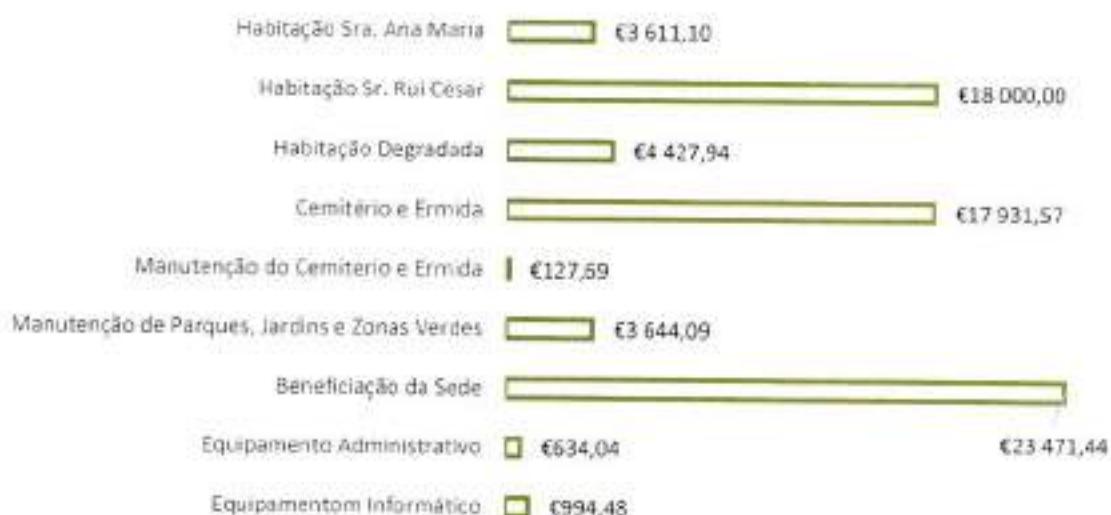 Habitação Sra. Ana Maria €3 611,10
Habitação Sr. Rui César €18 000,00
Habitação Degradada €4 427,94
Cemitério e Ermida €17 931,57
Manutenção do Cemiterio e Ermida €127,69
Manutenção de Parques, Jardins e Zonas Verdes €3 644,09
Beneficiação da Sede
€23 471,44
Equipamento Administrativo €634,04
Equipamentom Informático €994,48